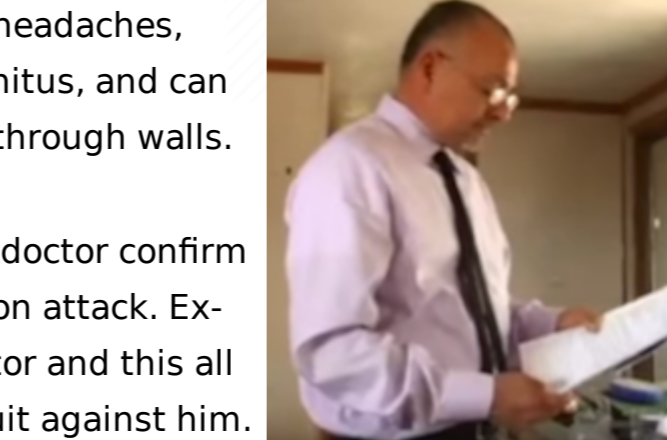 headaches,
nitus, and can
through walls.
doctor confirm
on attack. Ex-
tor and this all
uit against him.